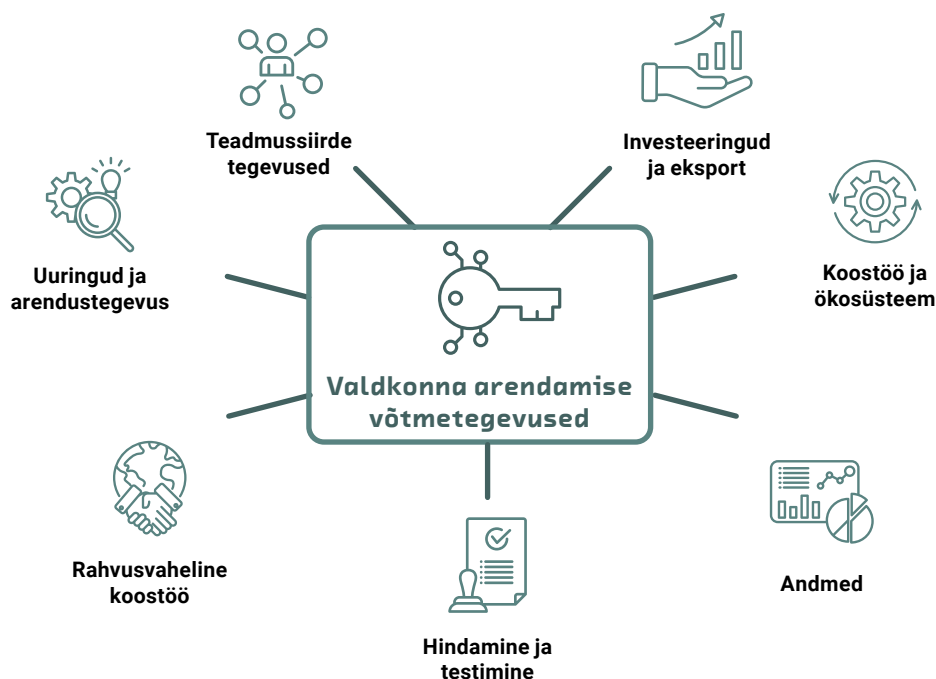 Teadmussiirde
tegevused
Investeeringud
ja eksport
Uuringud ja
arendustegevus
Koostöö ja
ökosüsteem
Valdkonna arendamise
võtmetegevused
Rahvusvaheline
koostöö
Andmed
Hindamine ja
testimine